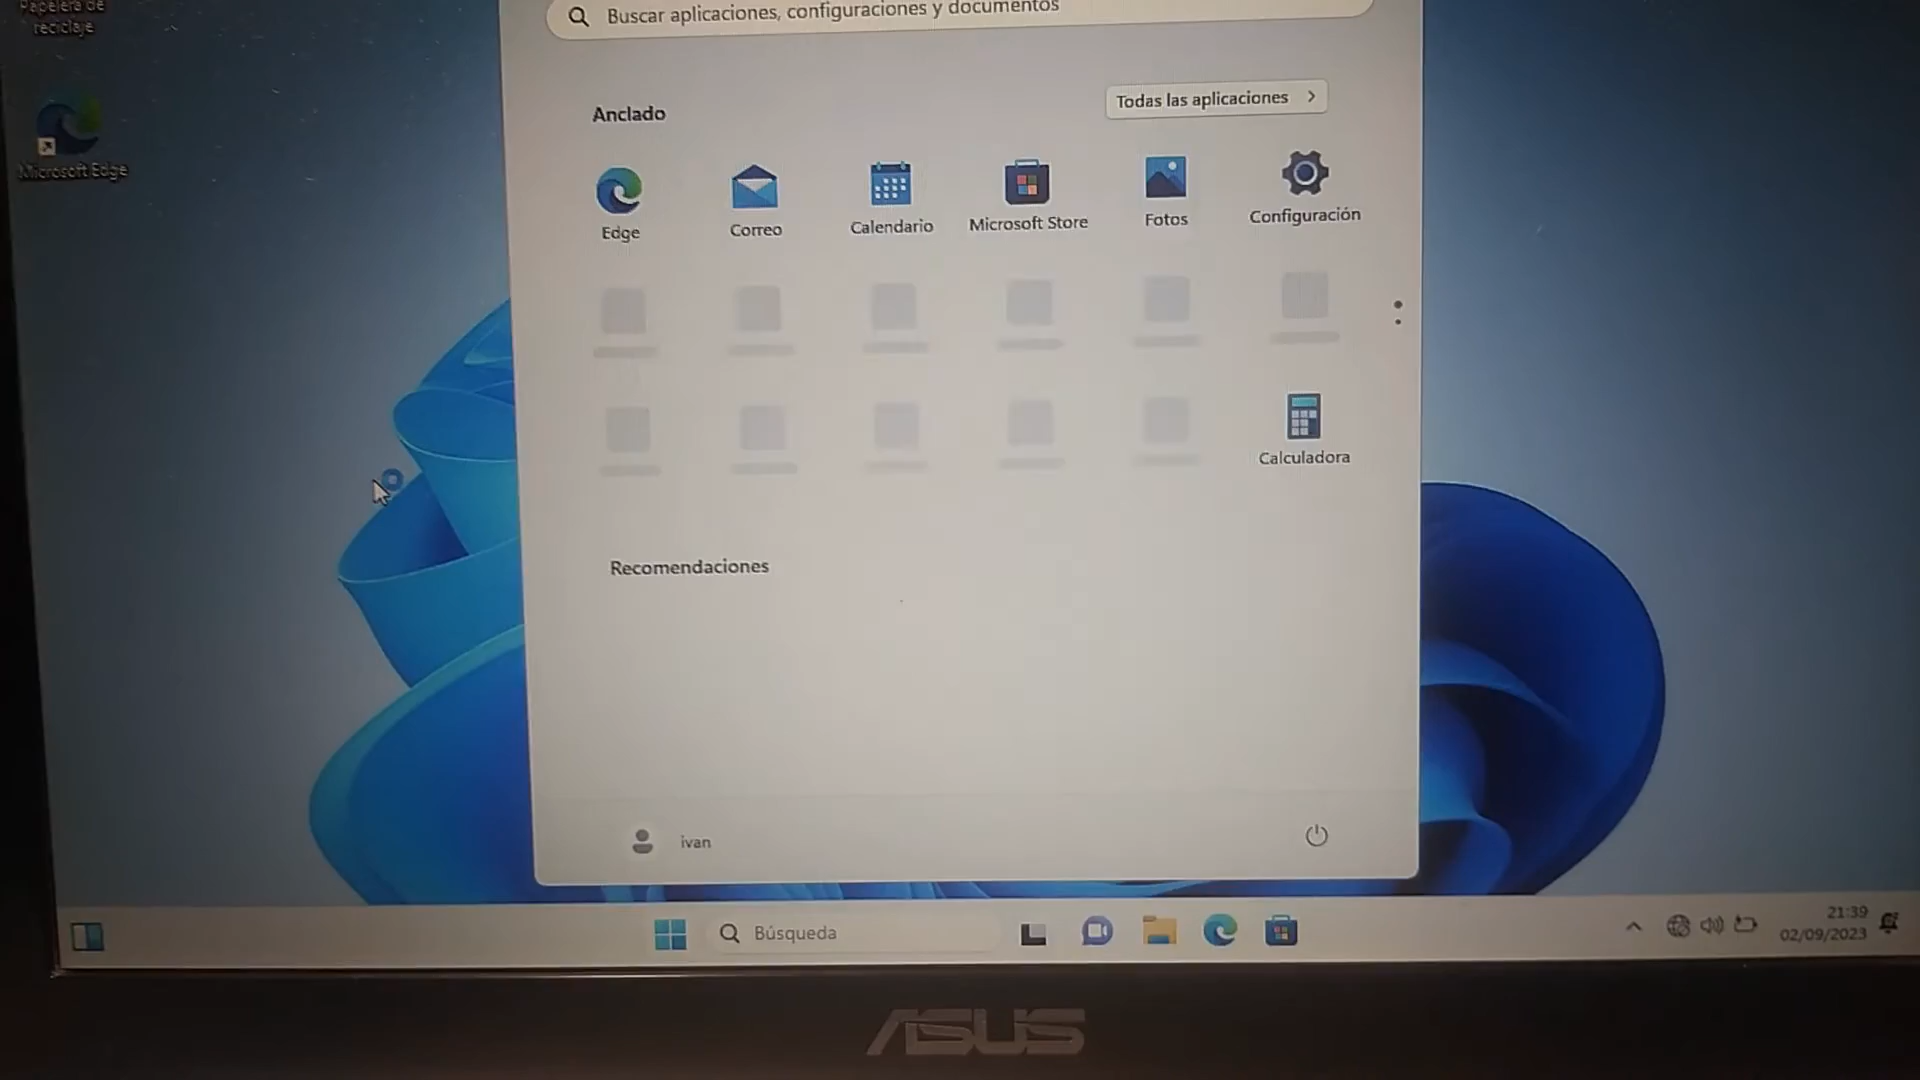 Papelera de
reciclaje
Microsoft Edge
Buscar aplicaciones, configuraciones y documentos
Anclado
Todas las aplicaciones
Edge
Correo
Calendario
Microsoft Store
Fotos
Configuración
Calculadora
Recomendaciones
ivan
Búsqueda
21:39
02/09/2023
ASUS